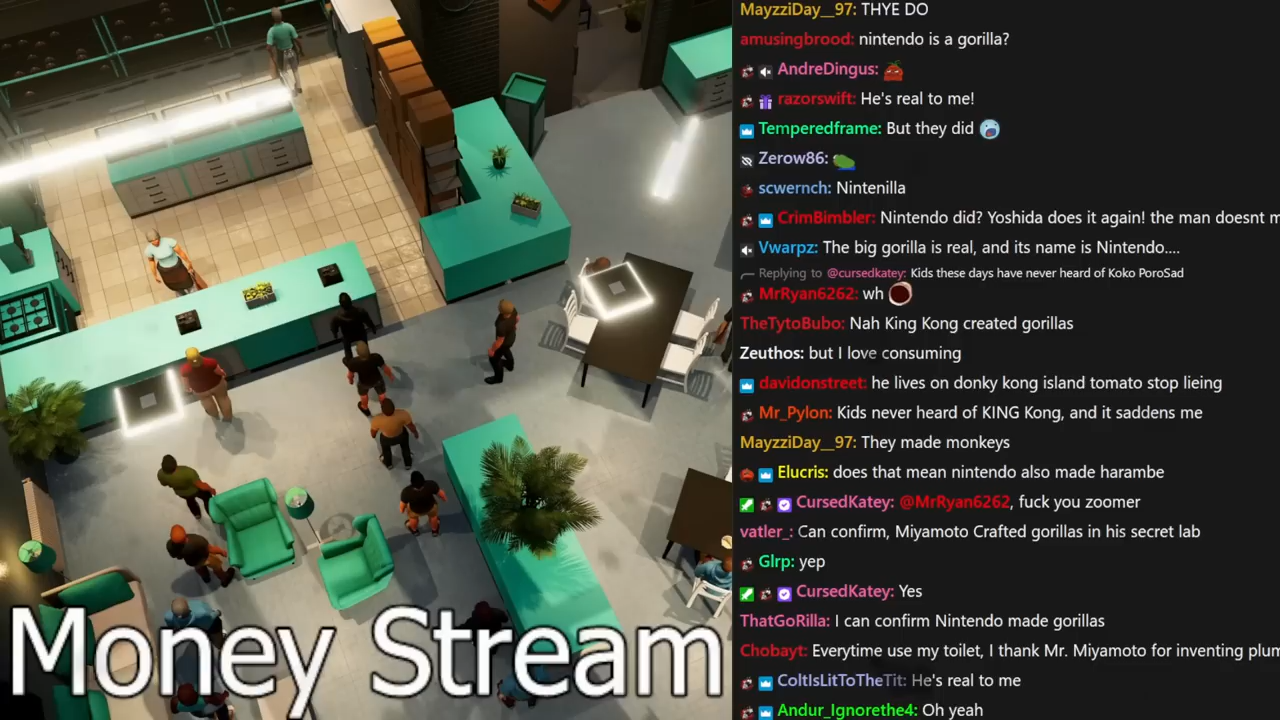 Money Stream
MayzziDay__97: THYE DO
amusingbrood: nintendo is a gorilla?
AndreDingus:
razorswift: He's real to me!
Temperedframe: But they did
Zerow86:
scwernch: Nintenilla
CrimBimbler: Nintendo did? Yoshida does it again! the man doesnt
Vwarpz: The big gorilla is real, and its name is Nintendo....
Replying to @cursedkatey: Kids these days have never heard of Koko PoroSad
MrRyan6262: wh
TheTytoBubo: Nah King Kong created gorillas
Zeuthos: but I love consuming
davidonstreet: he lives on donky kong island tomato stop lieing
Mr_Pylon: Kids never heard of KING Kong, and it saddens me
MayzziDay__97: They made monkeys
Elucris: does that mean nintendo also made harambe
CursedKatey: @MrRyan6262, fuck you zoomer
vatler_: Can confirm, Miyamoto Crafted gorillas in his secret lab
Glrp: yep
CursedKatey: Yes
ThatGoRilla: I can confirm Nintendo made gorillas
Chobayt: Everytime use my toilet, I thank Mr. Miyamoto for inventing
ColtIsLitToTheTit: He's real to me
Andur_Ignorethe4: Oh yeah